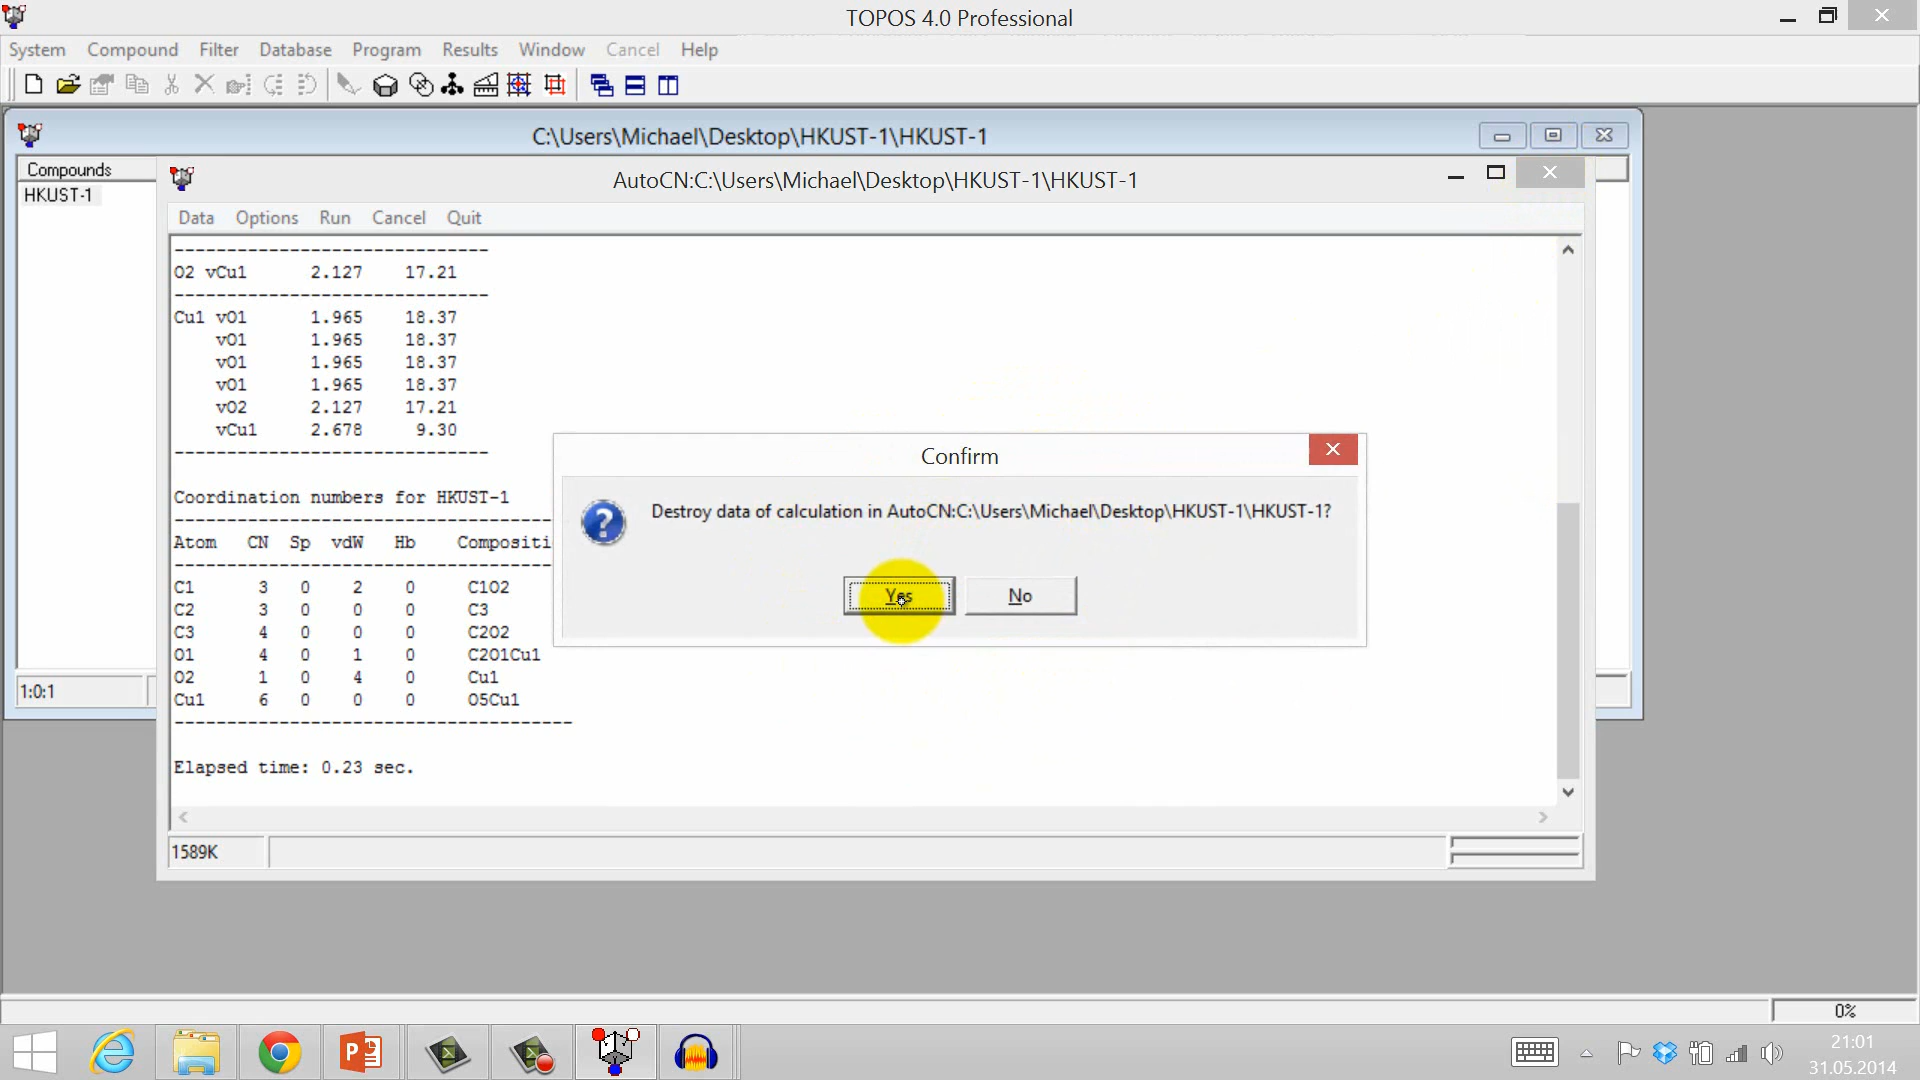 TOPOS 4.0 Professional
System Compound Filter Database Program Results Window Cancel Help
C:\Users\Michael\Desktop\HKUST-1\HKUST-1
Compounds
HKUST-1
AutoCN:C:\Users\Michael\Desktop\HKUST-1\HKUST-1
Data Options Run Cancel Quit
------------------------------
O2 vCu1 2.127 17.21
------------------------------
Cu1 vO1 1.965 18.37
vO1 1.965 18.37
vO1 1.965 18.37
vO1 1.965 18.37
vO2 2.127 17.21
vCu1 2.678 9.30
------------------------------
Coordination numbers for HKUST-1
Atom CN Sp vdW Hb Compositi
C1 3 0 2 0 C1O2
C2 3 0 0 0 C3
C3 4 0 0 0 C2O2
O1 4 0 1 0 C2O1Cu1
O2 1 0 4 0 Cu1
Cu1 6 0 0 0 O5Cu1
--------------------------------------
Elapsed time: 0.23 sec.
Confirm
Destroy data of calculation in AutoCN:C:\Users\Michael\Desktop\HKUST-1\HKUST-1?
Yes No
1:0:1
1589K
0%
21:01
31.05.2014